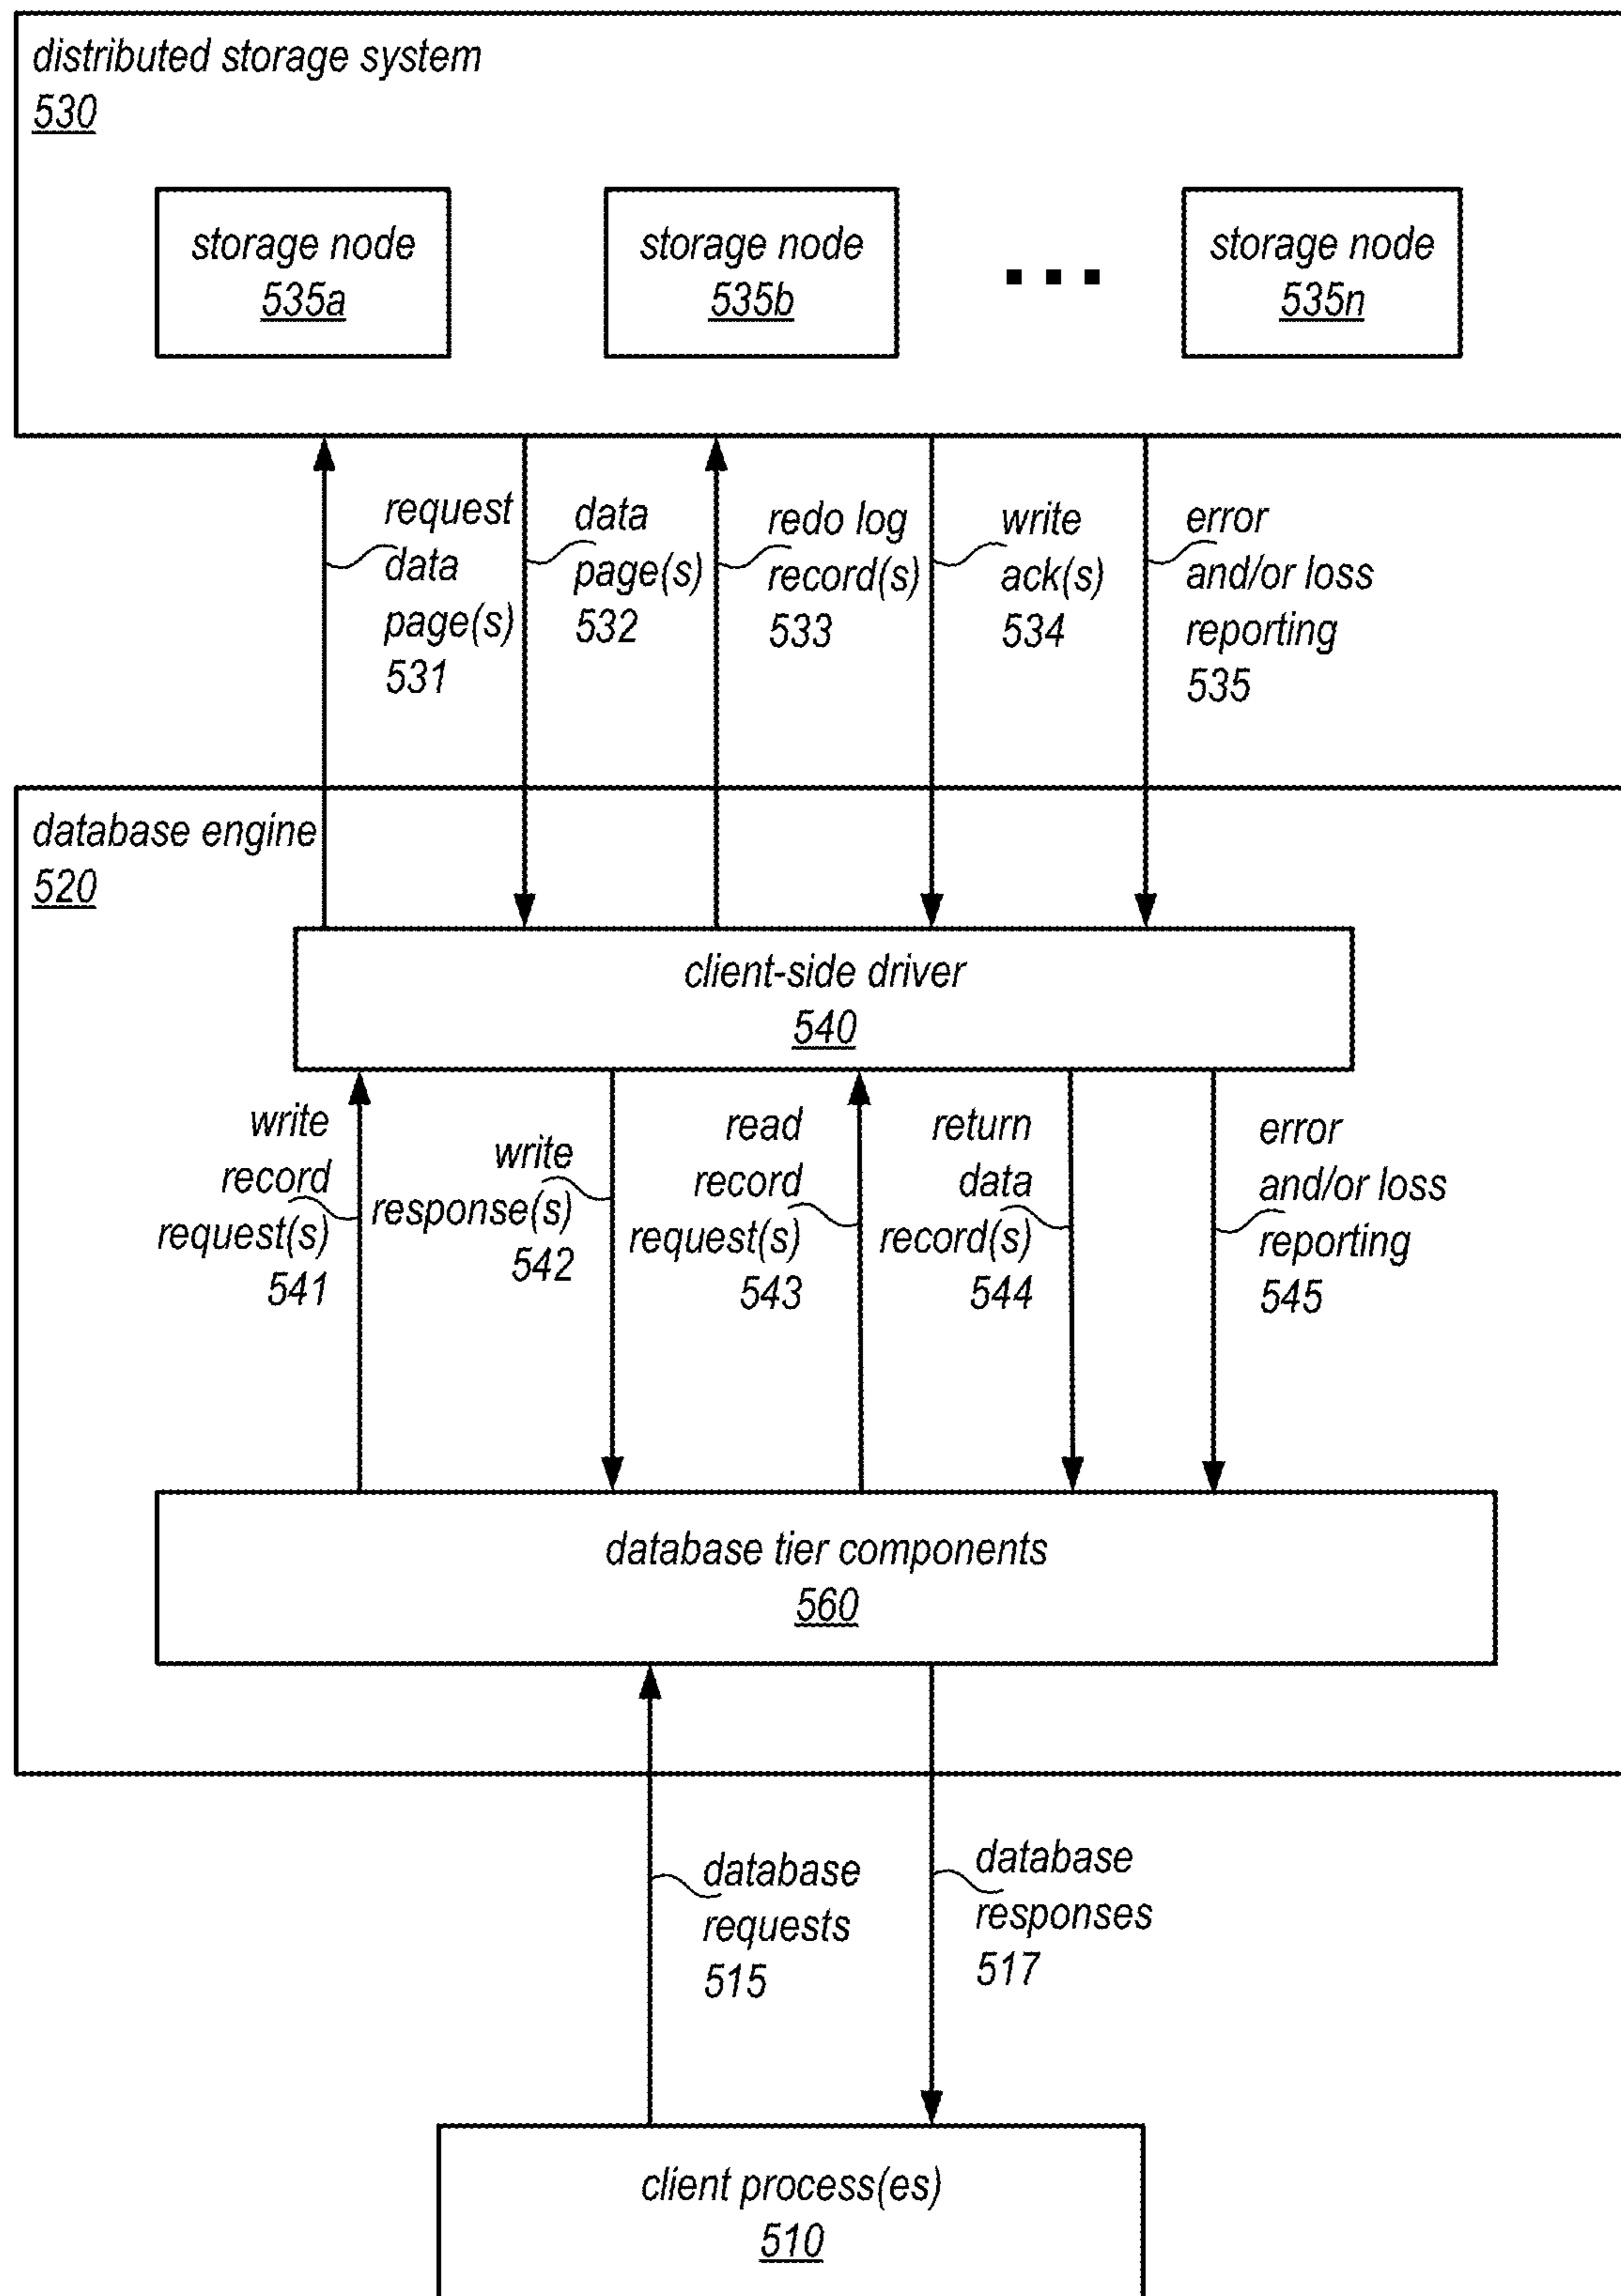 distributed storage system
530
storage node
535a
storage node
535b
storage node
535n
request
data
page(s)
531
data
page(s)
532
redo log
record(s)
533
write
ack(s)
534
error
and/or loss
reporting
535
database engine
520
client-side driver
540
write
record
request(s)
541
write
response(s)
542
read
record
request(s)
543
return
data
record(s)
544
error
and/or loss
reporting
545
database tier components
560
database
requests
515
database
responses
517
client process(es)
510